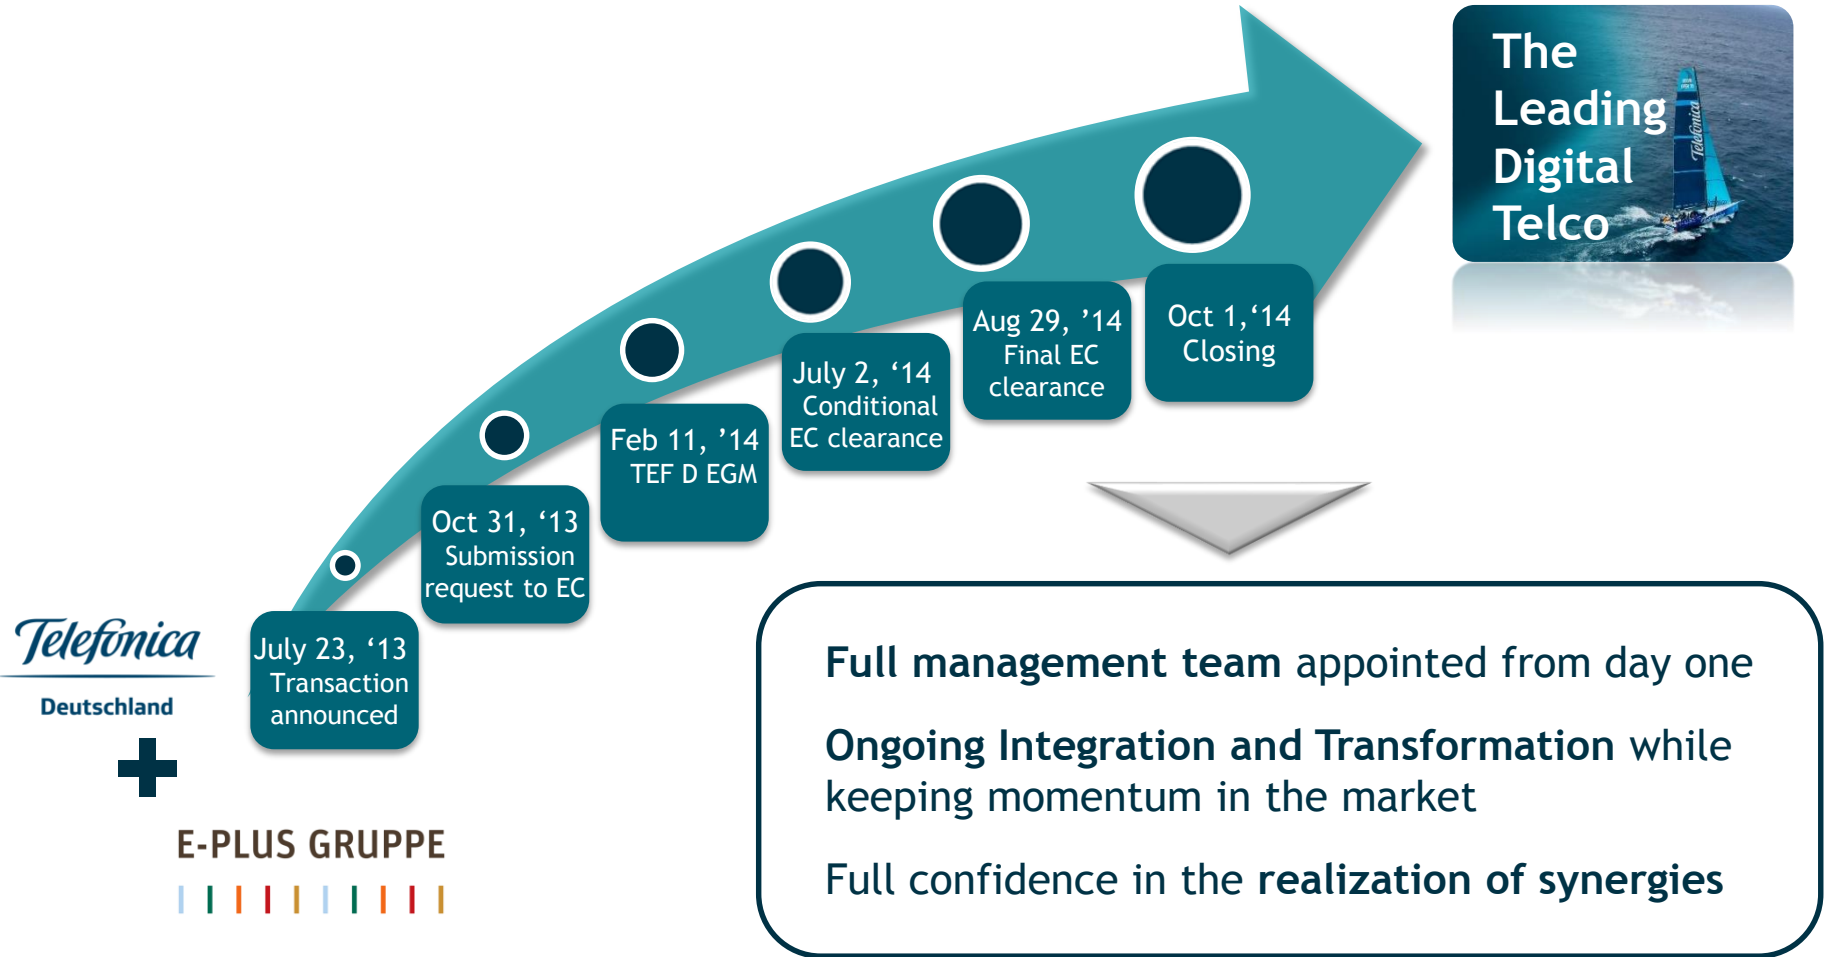 The
Leading
Digital
Telco
Telefónica
Aug 29, ’14
Final EC
clearance
Oct 1,‘14
Closing
July 2, ‘14
Conditional
EC clearance
Feb 11, ’14
TEF D EGM
Oct 31, ‘13
Submission
request to EC
July 23, ‘13
Transaction
announced
Telefónica
Deutschland
E-PLUS GRUPPE
Full management team appointed from day one
Ongoing Integration and Transformation while
keeping momentum in the market
Full confidence in the realization of synergies